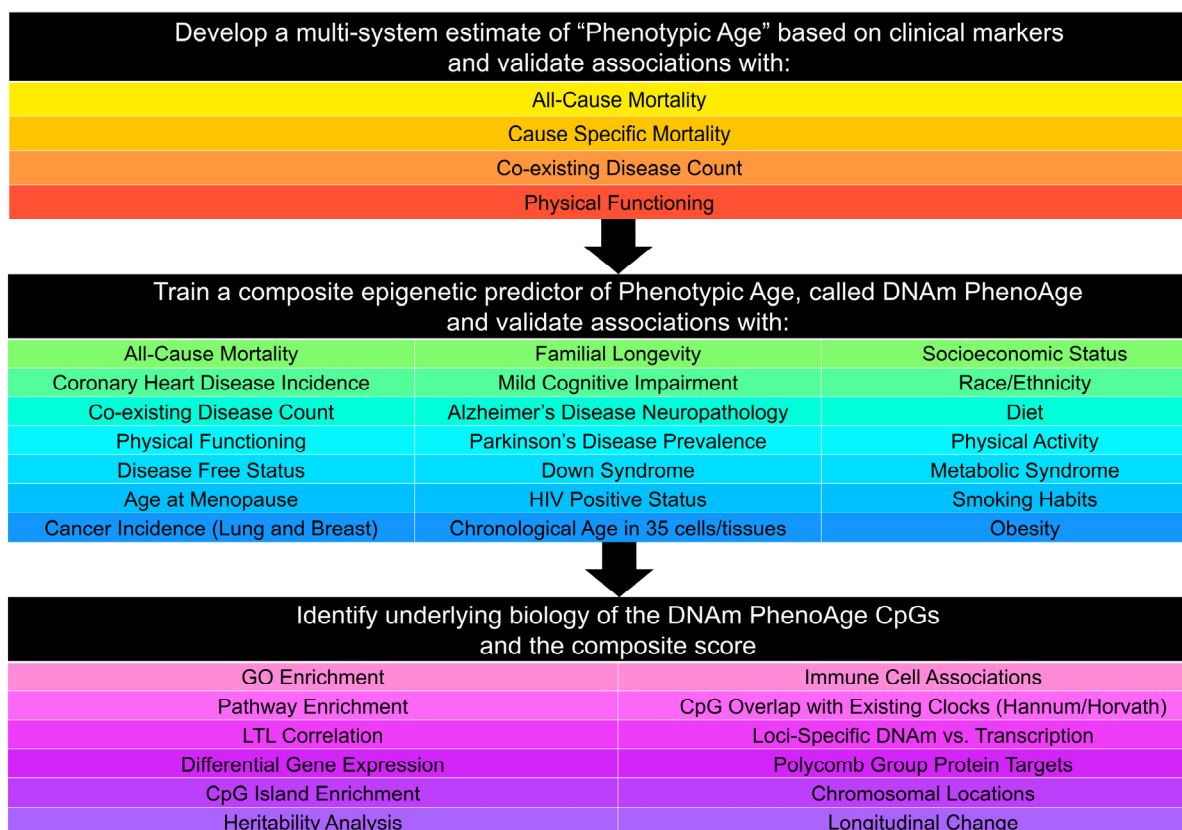 Develop a multi-system estimate of “Phenotypic Age” based on clinical markers
and validate associations with:
All-Cause Mortality
Cause Specific Mortality
Co-existing Disease Count
Physical Functioning
Train a composite epigenetic predictor of Phenotypic Age, called DNAm PhenoAge
and validate associations with:
All-Cause Mortality Familial Longevity Socioeconomic Status
Coronary Heart Disease Incidence Mild Cognitive Impairment Race/Ethnicity
Co-existing Disease Count Alzheimer’s Disease Neuropathology Diet
Physical Functioning Parkinson’s Disease Prevalence Physical Activity
Disease Free Status Down Syndrome Metabolic Syndrome
Age at Menopause HIV Positive Status Smoking Habits
Cancer Incidence (Lung and Breast) Chronological Age in 35 cells/tissues Obesity
Identify underlying biology of the DNAm PhenoAge CpGs
and the composite score
GO Enrichment Immune Cell Associations
Pathway Enrichment CpG Overlap with Existing Clocks (Hannum/Horvath)
LTL Correlation Loci-Specific DNAm vs. Transcription
Differential Gene Expression Polycomb Group Protein Targets
CpG Island Enrichment Chromosomal Locations
Heritability Analysis Longitudinal Change